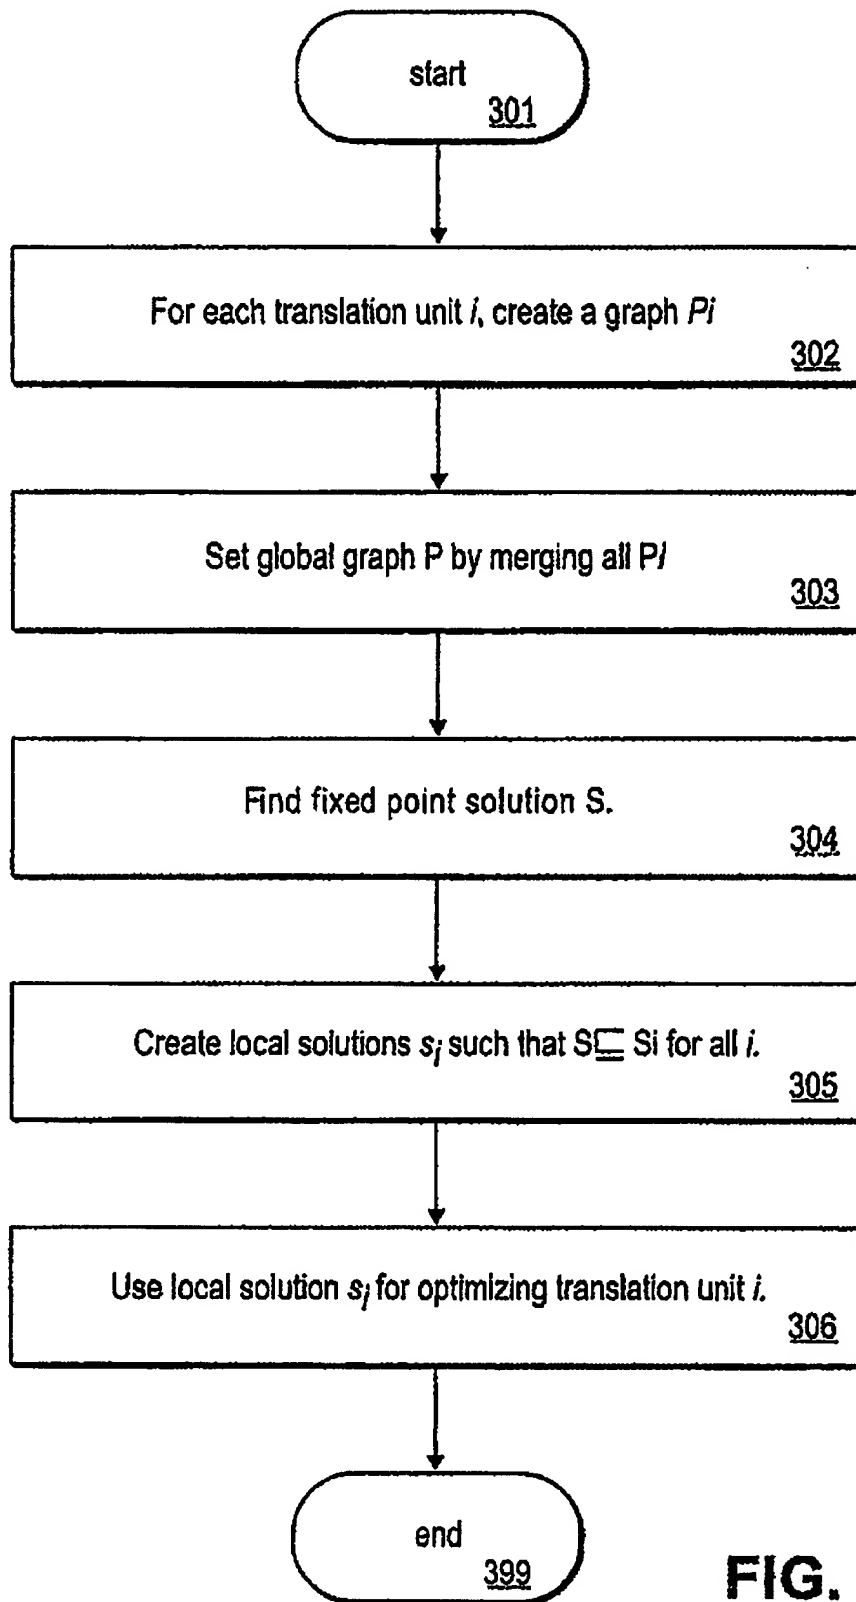 start
301
For each translation unit i, create a graph Pi
302
Set global graph P by merging all Pi
303
Find fixed point solution S.
304
Create local solutions si such that S⊑ Si for all i.
305
Use local solution si for optimizing translation unit i.
306
end
399
FIG.